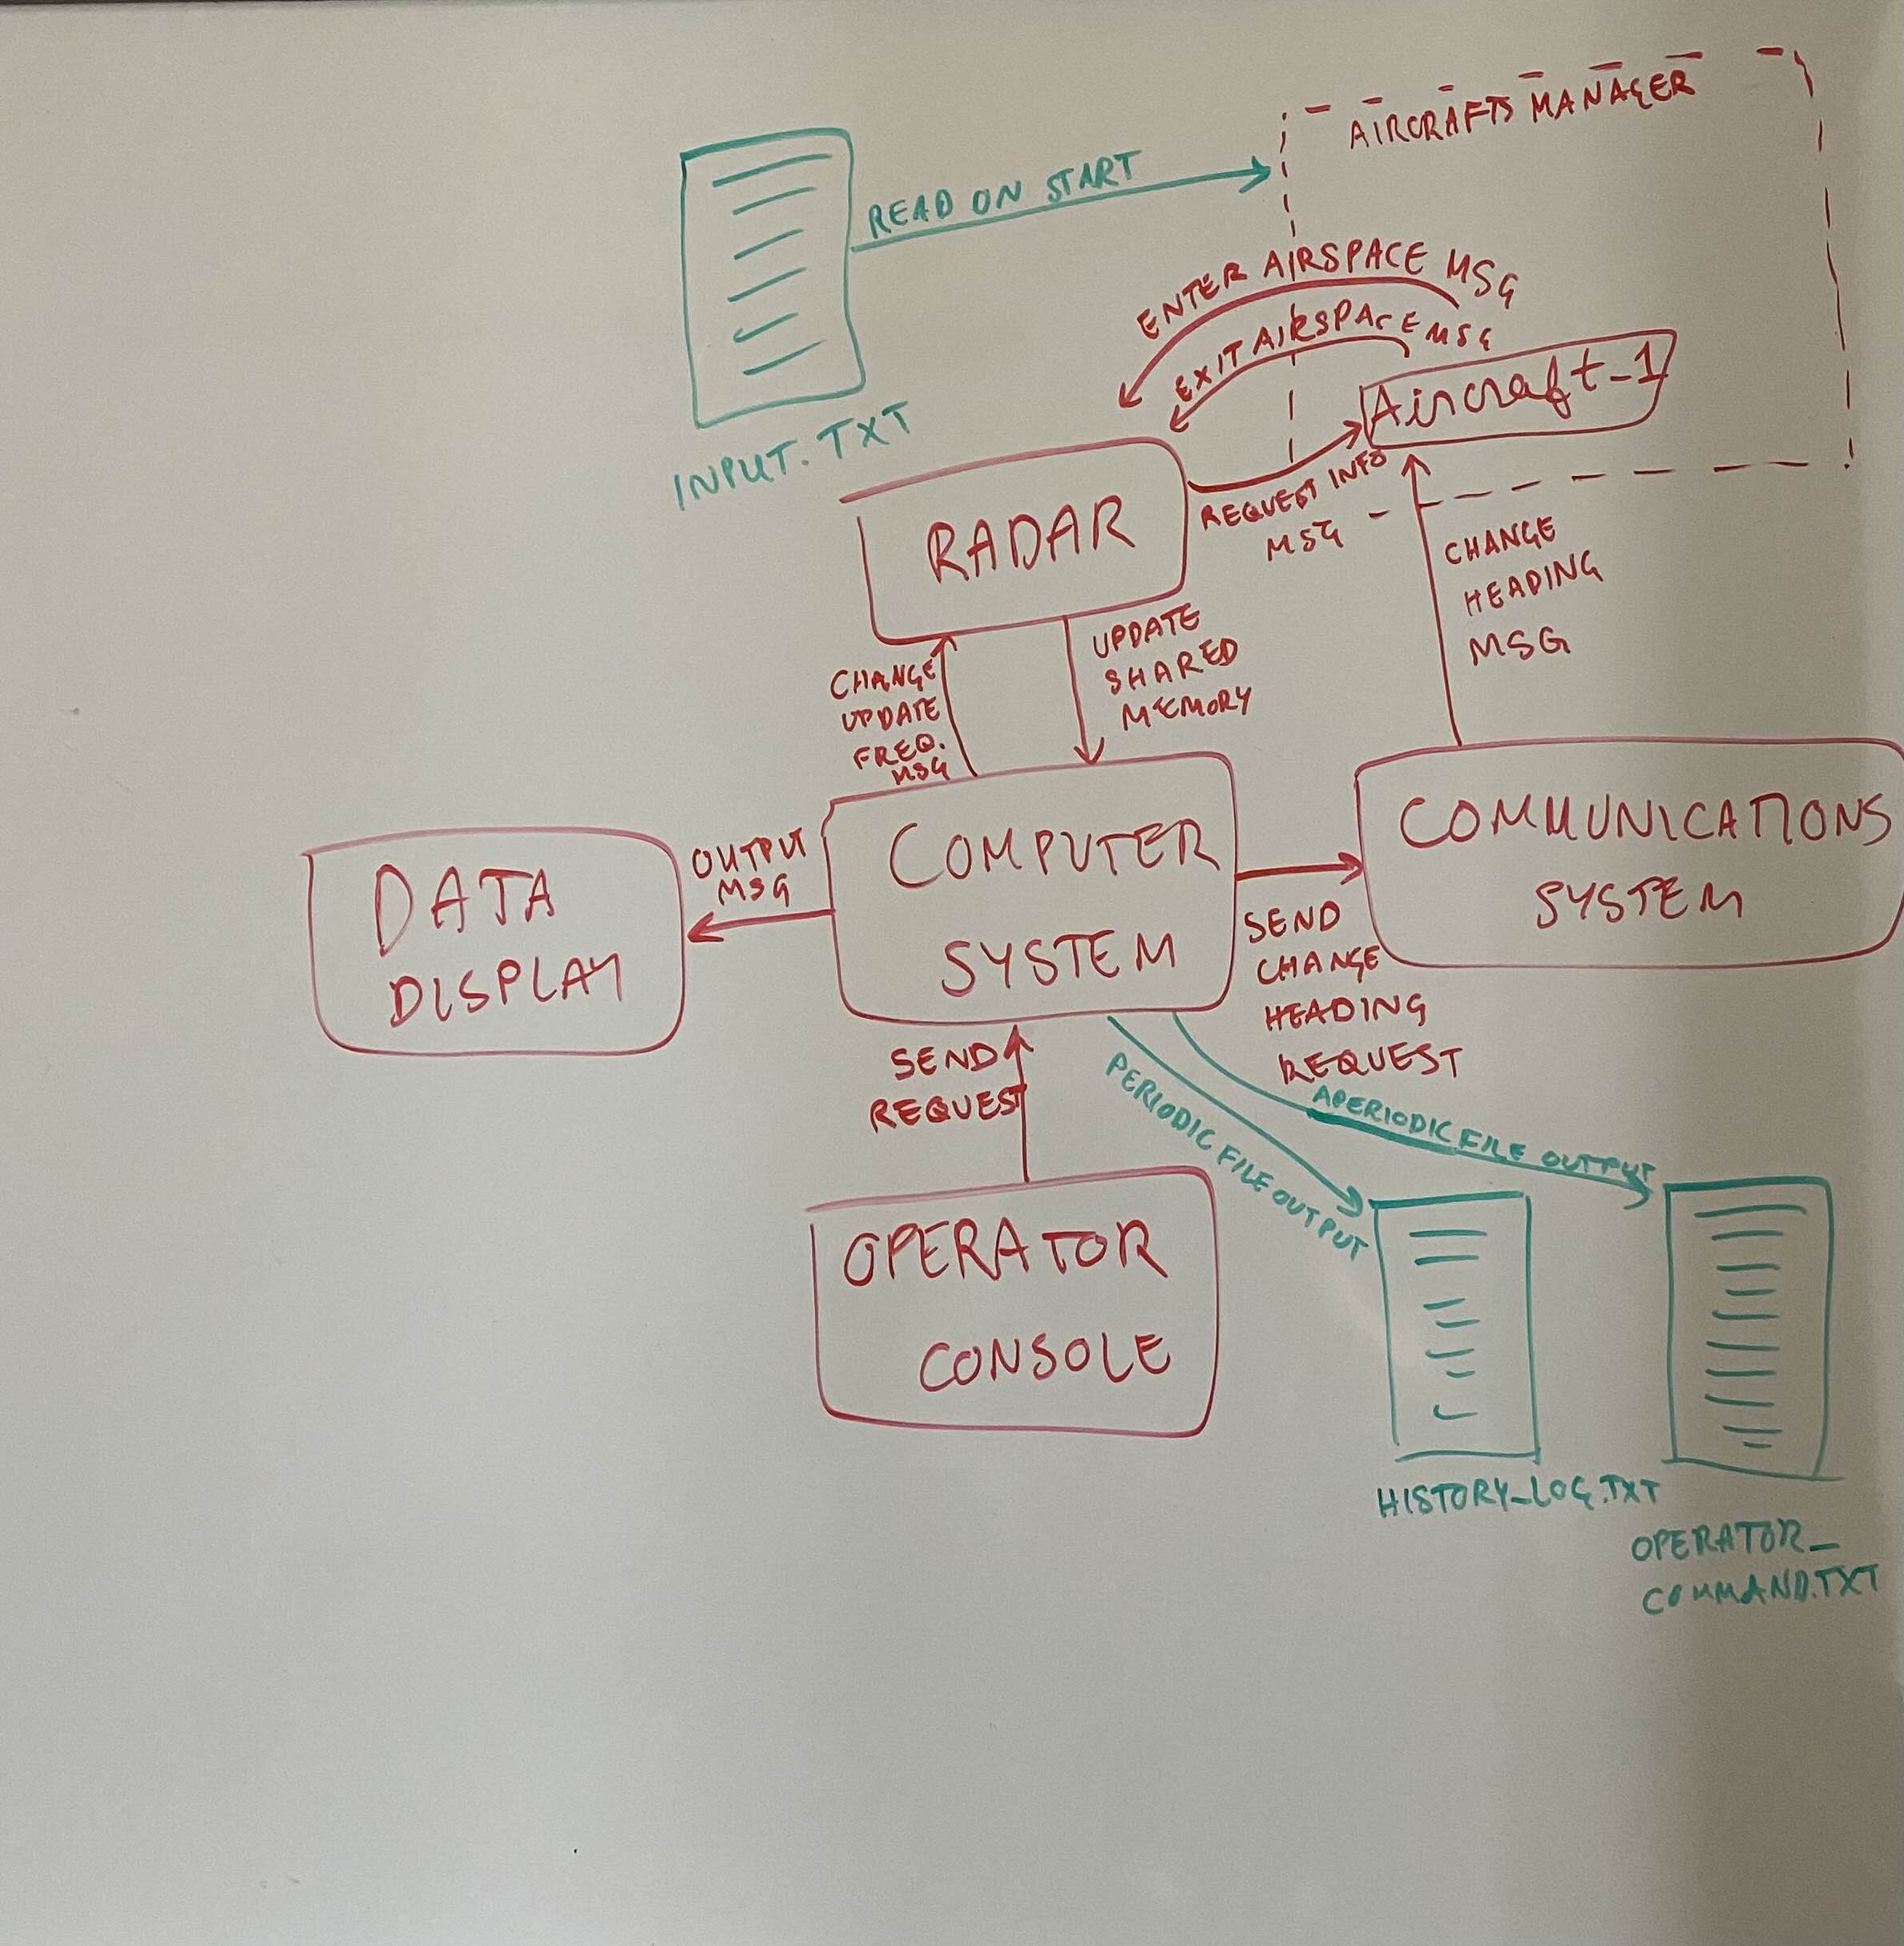 AIRCRAFTS MANAGER
READ ON START
ENTER AIRSPACE MSG
EXIT AIRSPACE MSG
Aircraft-1
INPUT.TXT
REQUEST INFO
MSG
RADAR
CHANGE
HEADING
MSG
CHANGE
UPDATE
FREQ.
MSG
UPDATE
SHARED
MEMORY
COMMUNICATIONS
SYSTEM
COMPUTER
SYSTEM
OUTPUT
MSG
DATA
DISPLAY
SEND
CHANGE
HEADING
REQUEST
SEND
REQUEST
PERIODIC FILE OUTPUT
APERIODIC FILE OUTPUT
OPERATOR
CONSOLE
HISTORY_LOG.TXT
OPERATOR_
COMMAND.TXT